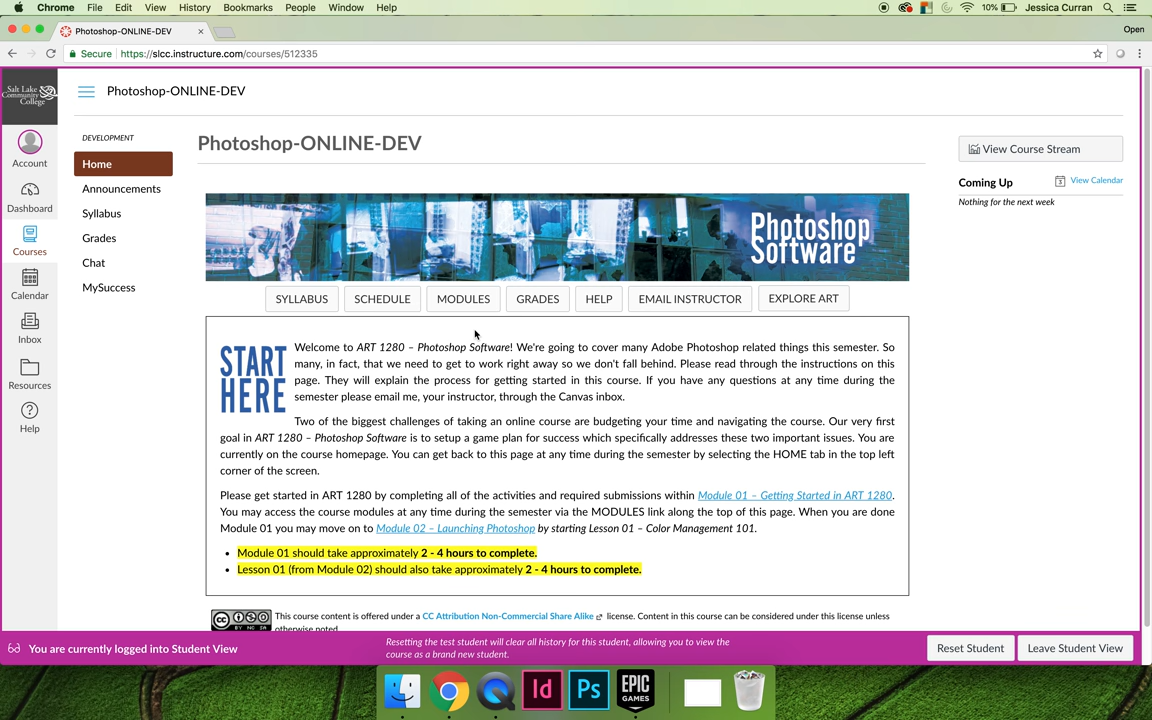 Chrome File Edit View History Bookmarks People Window Help 10% Jessica Curran
Photoshop-ONLINE-DEV
Open
Secure https://slcc.instructure.com/courses/512335
Salt Lake
Community
College
Photoshop-ONLINE-DEV
Account
Dashboard
Courses
Calendar
Inbox
Resources
Help
DEVELOPMENT
Home
Announcements
Syllabus
Grades
Chat
MySuccess
Photoshop-ONLINE-DEV
Photoshop
Software
SYLLABUS SCHEDULE MODULES GRADES HELP EMAIL INSTRUCTOR EXPLORE ART
START
HERE
Welcome to ART 1280 – Photoshop Software! We're going to cover many Adobe Photoshop related things this semester. So
many, in fact, that we need to get to work right away so we don't fall behind. Please read through the instructions on this
page. They will explain the process for getting started in this course. If you have any questions at any time during the
semester please email me, your instructor, through the Canvas inbox.
Two of the biggest challenges of taking an online course are budgeting your time and navigating the course. Our very first
goal in ART 1280 – Photoshop Software is to setup a game plan for success which specifically addresses these two important issues. You are
currently on the course homepage. You can get back to this page at any time during the semester by selecting the HOME tab in the top left
corner of the screen.
Please get started in ART 1280 by completing all of the activities and required submissions within Module 01 – Getting Started in ART 1280.
You may access the course modules at any time during the semester via the MODULES link along the top of this page. When you are done
Module 01 you may move on to Module 02 – Launching Photoshop by starting Lesson 01 – Color Management 101.
• Module 01 should take approximately 2 - 4 hours to complete.
• Lesson 01 (from Module 02) should also take approximately 2 - 4 hours to complete.
cc BY NC SA
This course content is offered under a CC Attribution Non-Commercial Share Alike license. Content in this course can be considered under this license unless
otherwise noted.
View Course Stream
Coming Up View Calendar
Nothing for the next week
You are currently logged into Student View
Resetting the test student will clear all history for this student, allowing you to view the
course as a brand new student.
Reset Student Leave Student View
Id
Ps
EPIC
GAMES